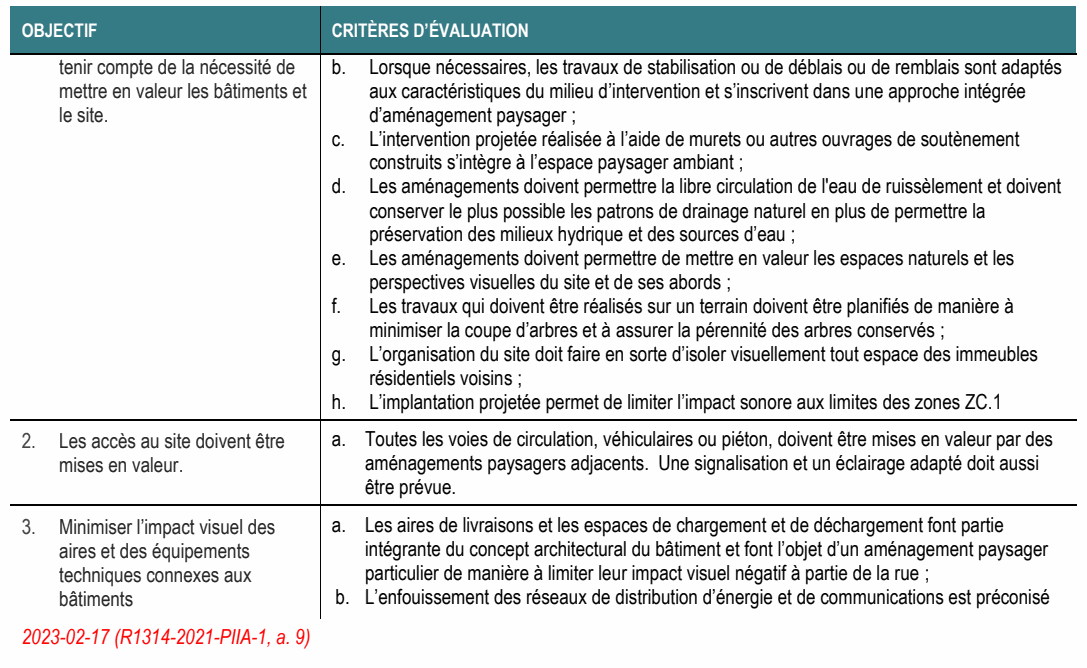 OBJECTIF
CRITÈRES D’ÉVALUATION
tenir compte de la nécessité de
mettre en valeur les bâtiments et
le site.
b. Lorsque nécessaires, les travaux de stabilisation ou de déblais ou de remblais sont adaptés
aux caractéristiques du milieu d’intervention et s’inscrivent dans une approche intégrée
d’aménagement paysager ;
c. L’intervention projetée réalisée à l’aide de murets ou autres ouvrages de soutènement
construits s’intègre à l’espace paysager ambiant ;
d. Les aménagements doivent permettre la libre circulation de l'eau de ruissèlement et doivent
conserver le plus possible les patrons de drainage naturel en plus de permettre la
préservation des milieux hydrique et des sources d’eau ;
e. Les aménagements doivent permettre de mettre en valeur les espaces naturels et les
perspectives visuelles du site et de ses abords ;
f. Les travaux qui doivent être réalisés sur un terrain doivent être planifiés de manière à
minimiser la coupe d’arbres et à assurer la pérennité des arbres conservés ;
g. L’organisation du site doit faire en sorte d’isoler visuellement tout espace des immeubles
résidentiels voisins ;
h. L’implantation projetée permet de limiter l’impact sonore aux limites des zones ZC.1
2. Les accès au site doivent être
mises en valeur.
a. Toutes les voies de circulation, véhiculaires ou piéton, doivent être mises en valeur par des
aménagements paysagers adjacents. Une signalisation et un éclairage adapté doit aussi
être prévue.
3. Minimiser l’impact visuel des
aires et des équipements
techniques connexes aux
bâtiments
a. Les aires de livraisons et les espaces de chargement et de déchargement font partie
intégrante du concept architectural du bâtiment et font l’objet d’un aménagement paysager
particulier de manière à limiter leur impact visuel négatif à partie de la rue ;
b. L’enfouissement des réseaux de distribution d’énergie et de communications est préconisé
2023-02-17 (R1314-2021-PIIA-1, a. 9)